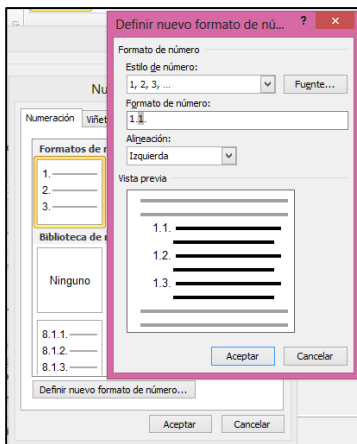 Definir nuevo formato de nú...
Formato de número
Estilo de número:
1, 2, 3, ...
Fuente...
Formato de número:
1.1.
Alineación:
Izquierda
Vista previa
1.1.
1.2.
1.3.
Aceptar
Cancelar
Nu
Numeración
Viñet
Formatos de n
1.
2.
3.
Biblioteca de
Ninguno
8.1.1.
8.1.2.
8.1.3.
Definir nuevo formato de número...
Aceptar
Cancelar